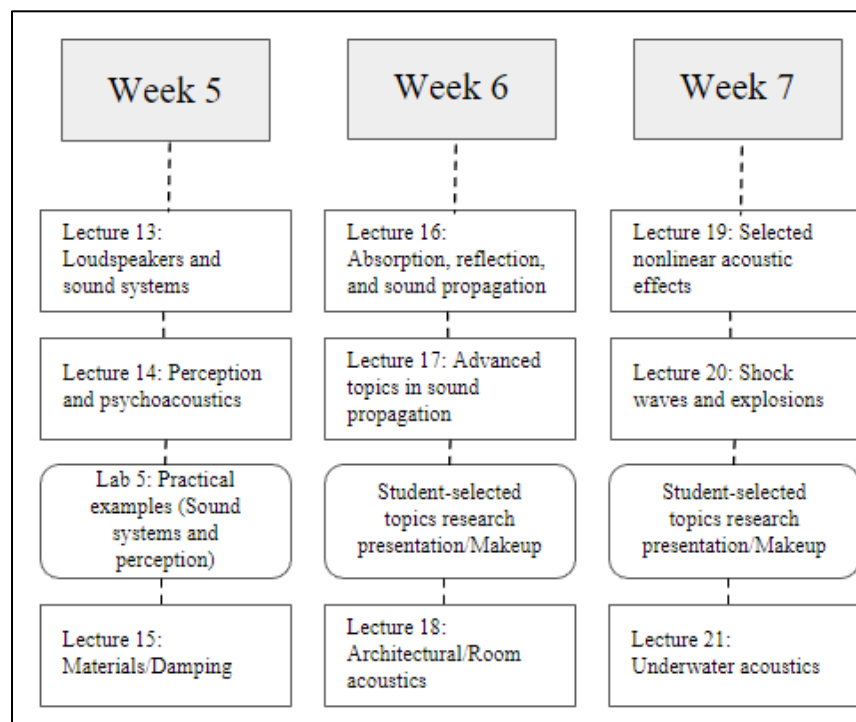 Week 5
Lecture 13:
Loudspeakers and
sound systems
Lecture 14: Perception
and psychoacoustics
Lab 5: Practical
examples (Sound
systems and
perception)
Lecture 15:
Materials/Damping
Week 6
Lecture 16:
Absorption, reflection,
and sound propagation
Lecture 17: Advanced
topics in sound
propagation
Student-selected
topics research
presentation/Makeup
Lecture 18:
Architectural/Room
acoustics
Week 7
Lecture 19: Selected
nonlinear acoustic
effects
Lecture 20: Shock
waves and explosions
Student-selected
topics research
presentation/Makeup
Lecture 21:
Underwater acoustics